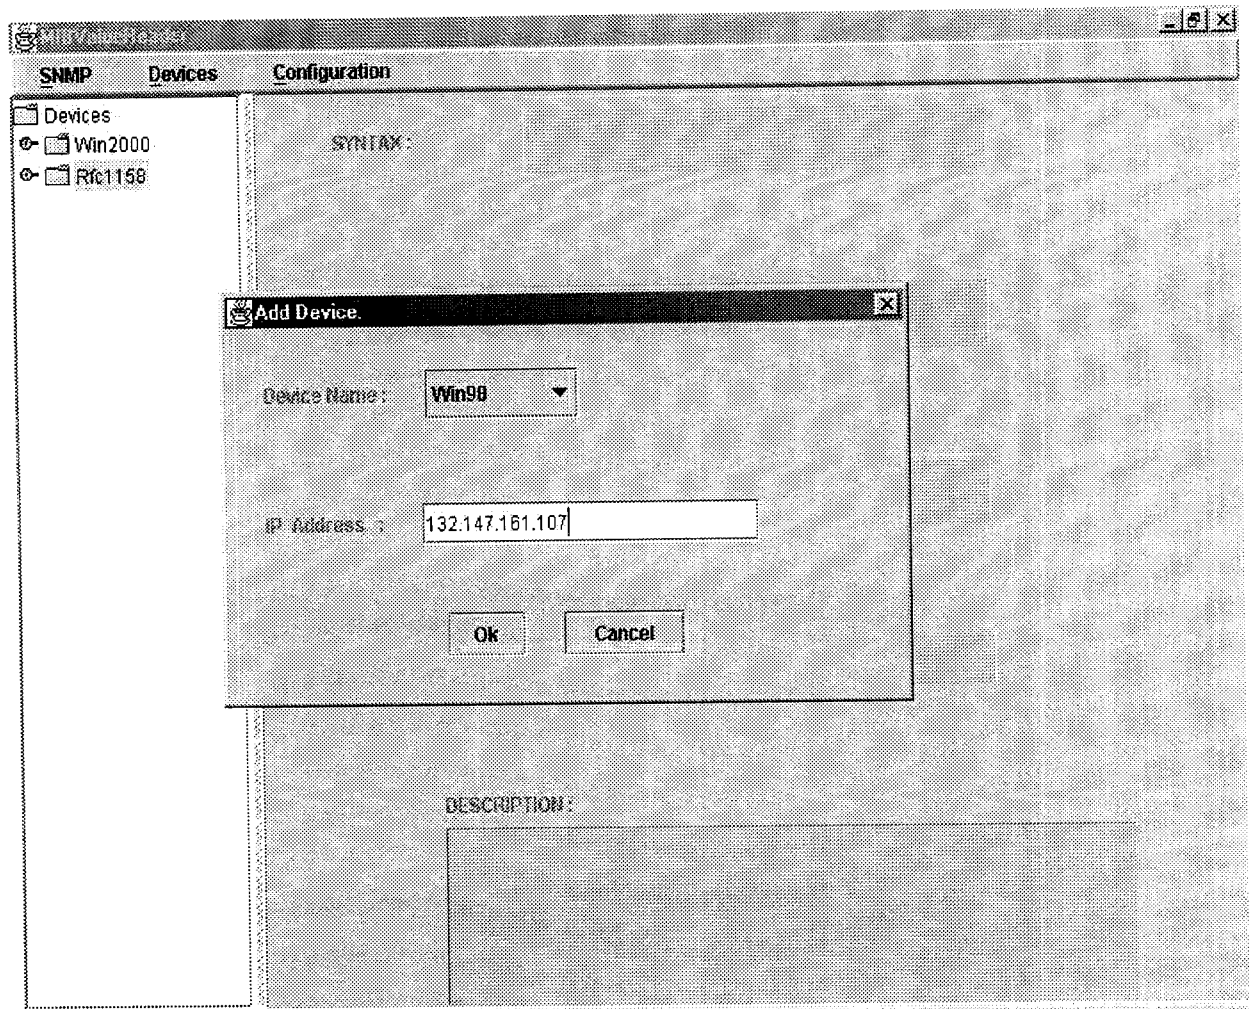 MibValueReader
SNMP Devices Configuration
Devices
Win2000
Rfc1158
SYNTAX :
Add Device.
Device Name : Win98
IP Address : 132.147.161.107
Ok Cancel
DESCRIPTION :